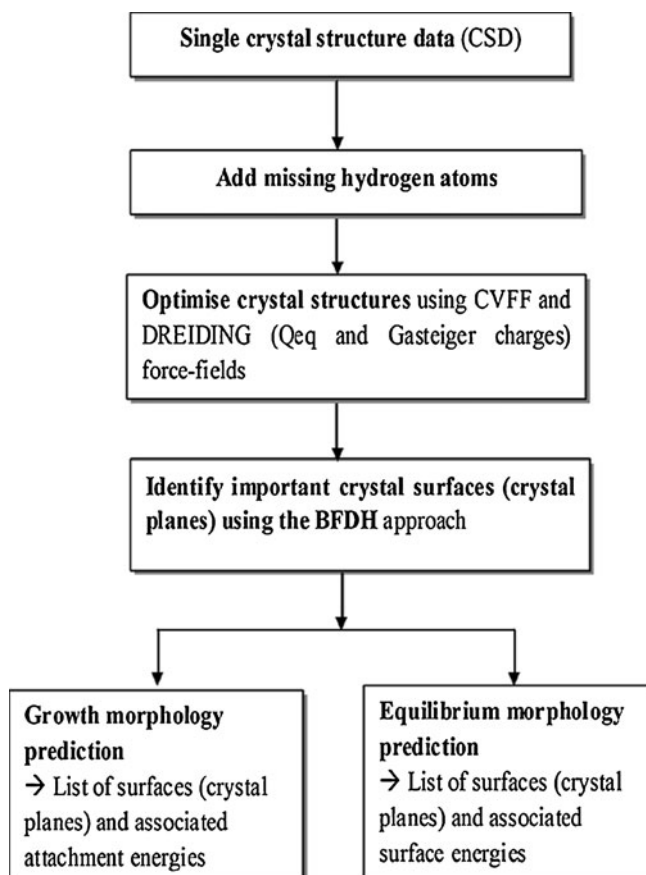 Single crystal structure data (CSD)
Add missing hydrogen atoms
Optimise crystal structures using CVFF and
DREIDING (Qeq and Gasteiger charges)
force-fields
Identify important crystal surfaces (crystal
planes) using the BFDH approach
Growth morphology
prediction
→ List of surfaces (crystal
planes) and associated
attachment energies
Equilibrium morphology
prediction
→ List of surfaces (crystal
planes) and associated
surface energies